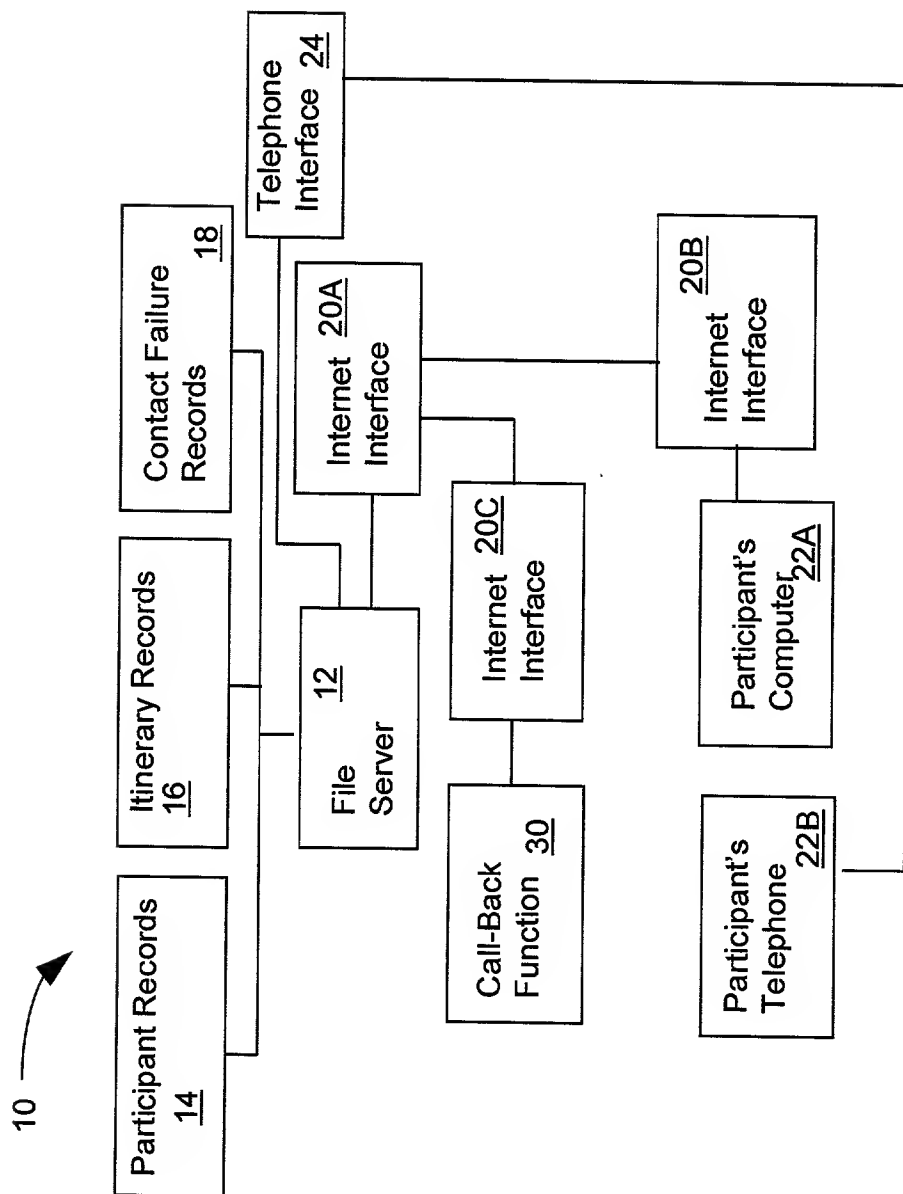 10
Participant Records
14
Itinerary Records
16
Contact Failure
Records
18
Telephone
Interface 24
File
Server
12
Internet
Interface
20A
Call-Back
Function
30
Internet
Interface
20C
Participant's
Telephone
22B
Participant's
Computer
22A
Internet
Interface
20B